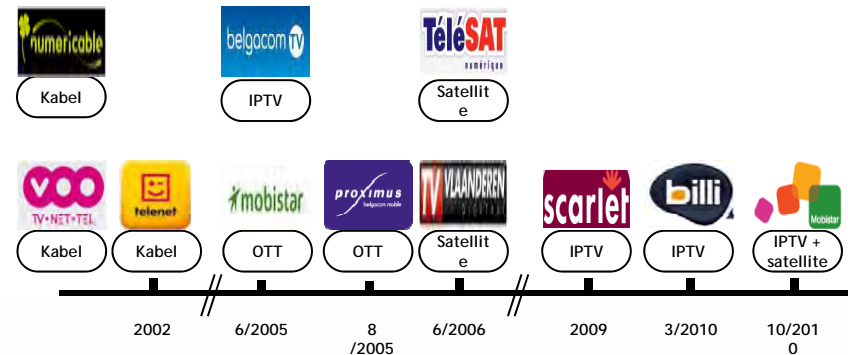 numericable
belgacom TV
TéléSAT
numérique
Kabel
IPTV
Satellit
e
VOO
TV•NET•TEL
telenet
mobistar
proximus
belgacom mobile
TV VLAANDEREN
scarlet
billi
Mobistar
Kabel
Kabel
OTT
OTT
Satellit
e
IPTV
IPTV
IPTV +
satellite
2002
6/2005
8
/2005
6/2006
2009
3/2010
10/201
0